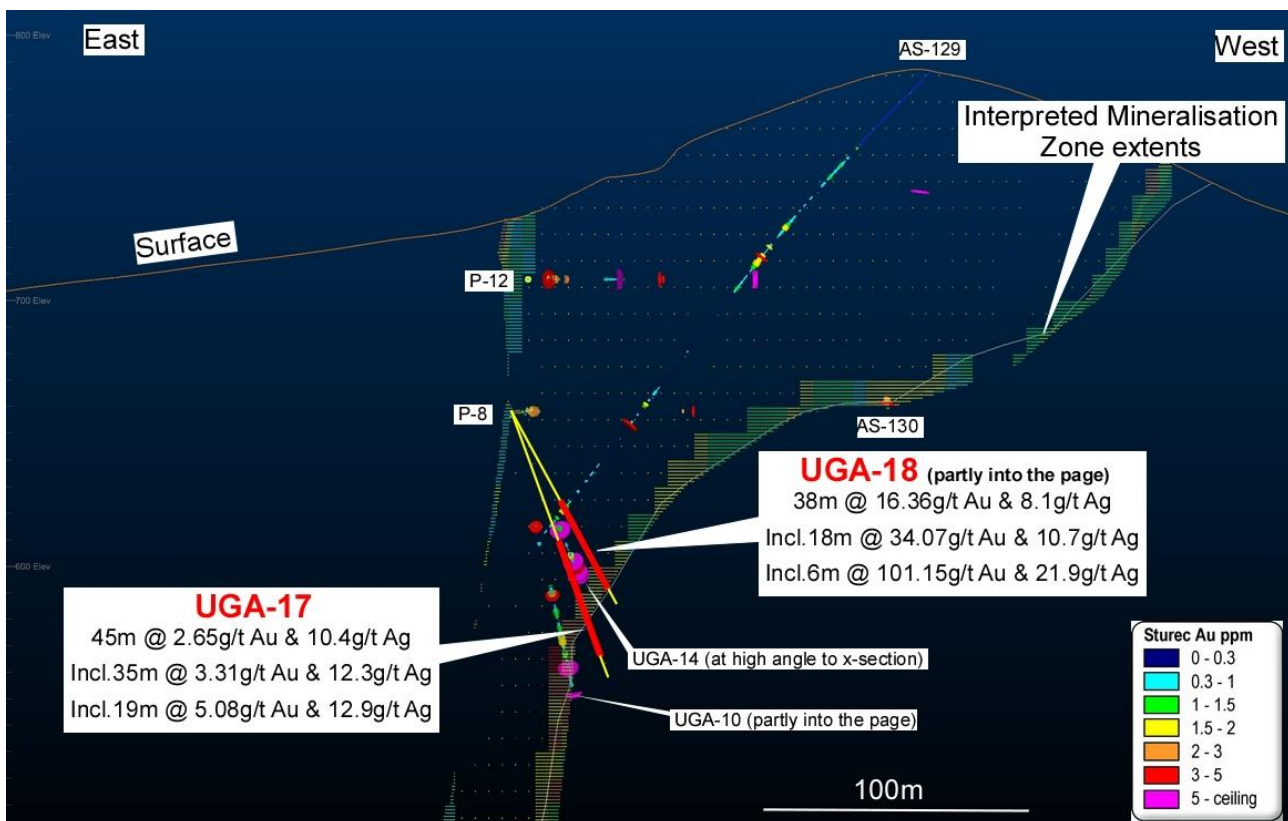 800 Elev
East
AS-129
West
Interpreted Mineralisation
Zone extents
Surface
P-12
700 Elev
P-8
AS-130
UGA-18 (partly into the page)
38m @ 16.36g/t Au & 8.1g/t Ag
Incl.18m @ 34.07g/t Au & 10.7g/t Ag
Incl.6m @ 101.15g/t Au & 21.9g/t Ag
600 Elev
UGA-17
45m @ 2.65g/t Au & 10.4g/t Ag
Incl.35m @ 3.31g/t Au & 12.3g/t Ag
Incl.19m @ 5.08g/t Au & 12.9g/t Ag
UGA-14 (at high angle to x-section)
UGA-10 (partly into the page)
100m
Sturec Au ppm
0 - 0.3
0.3 - 1
1 - 1.5
1.5 - 2
2 - 3
3 - 5
5 - ceiling